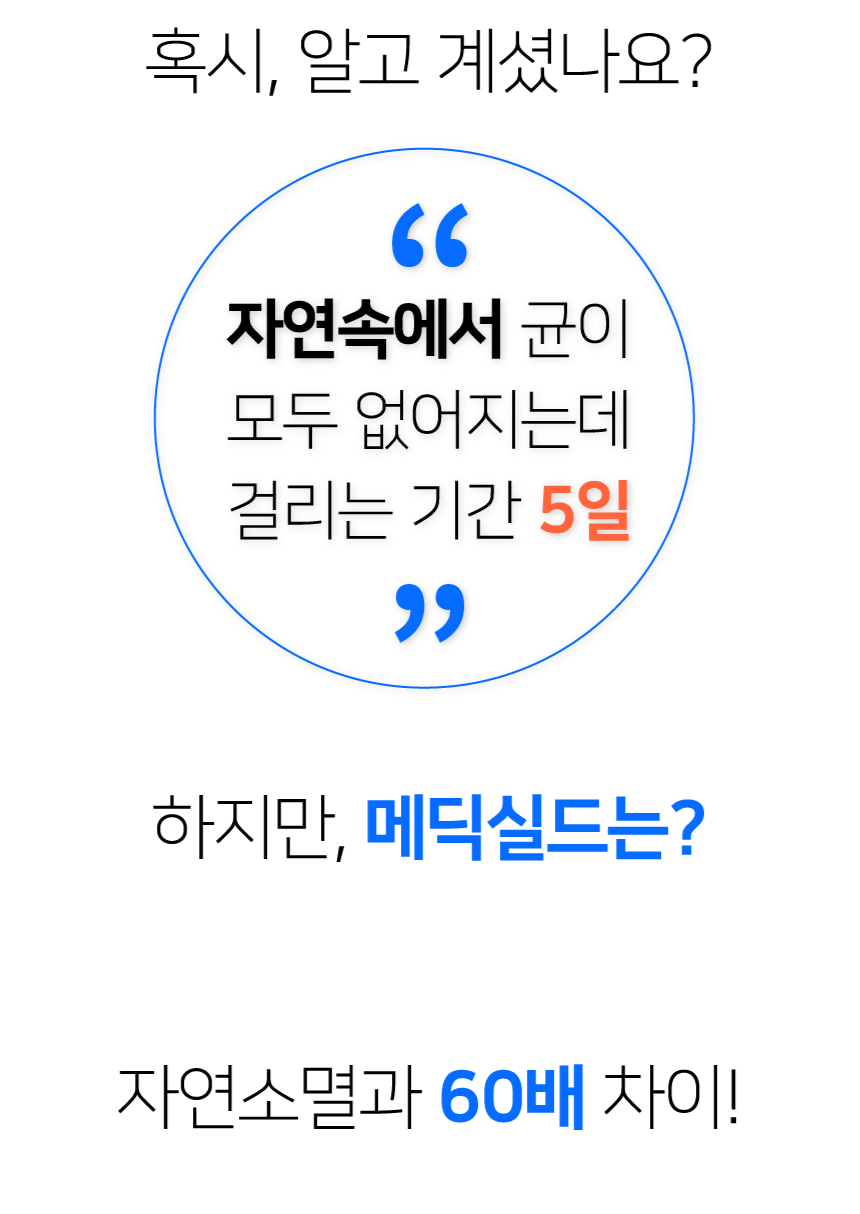 혹시, 알고 계셨나요?
“
자연속에서 균이
모두 없어지는데
걸리는 기간 5일
”
하지만, 메딕실드는?
자연소멸과 60배 차이!